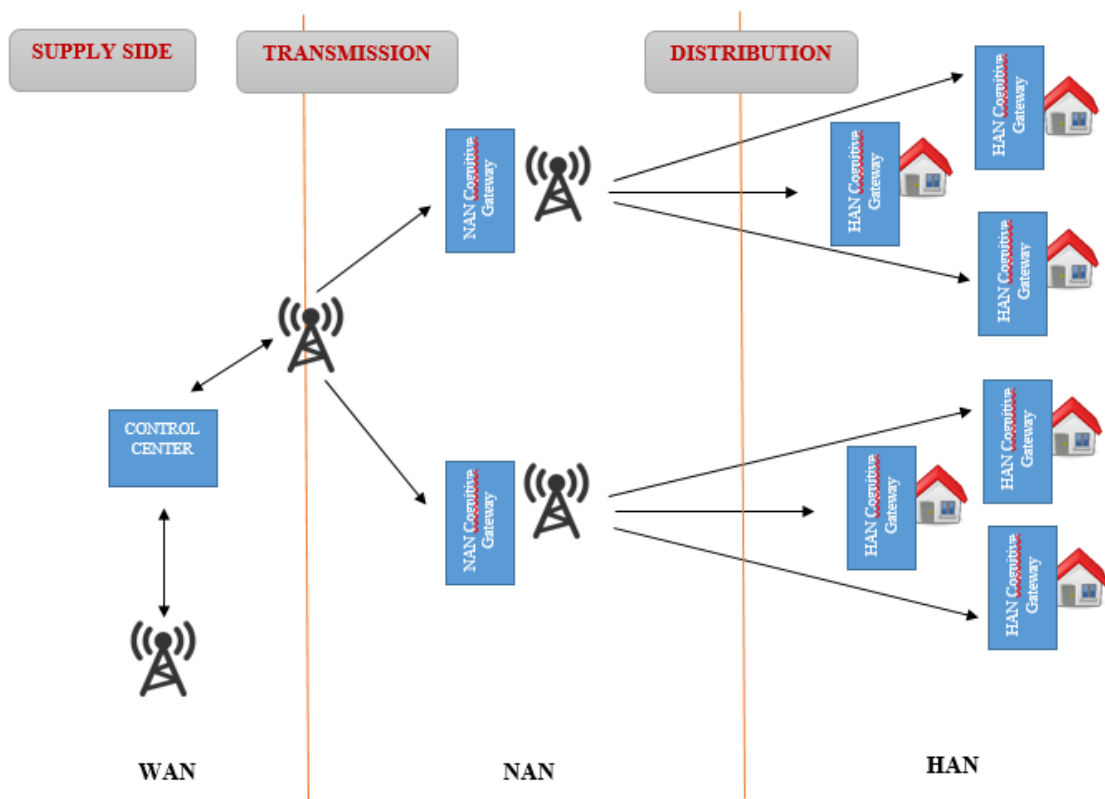 SUPPLY SIDE
TRANSMISSION
DISTRIBUTION
HAN Cognitive
Gateway
NAN Cognitive
Gateway
HAN Cognitive
Gateway
HAN Cognitive
Gateway
CONTROL
CENTER
HAN Cognitive
Gateway
NAN Cognitive
Gateway
HAN Cognitive
Gateway
HAN Cognitive
Gateway
WAN
NAN
HAN